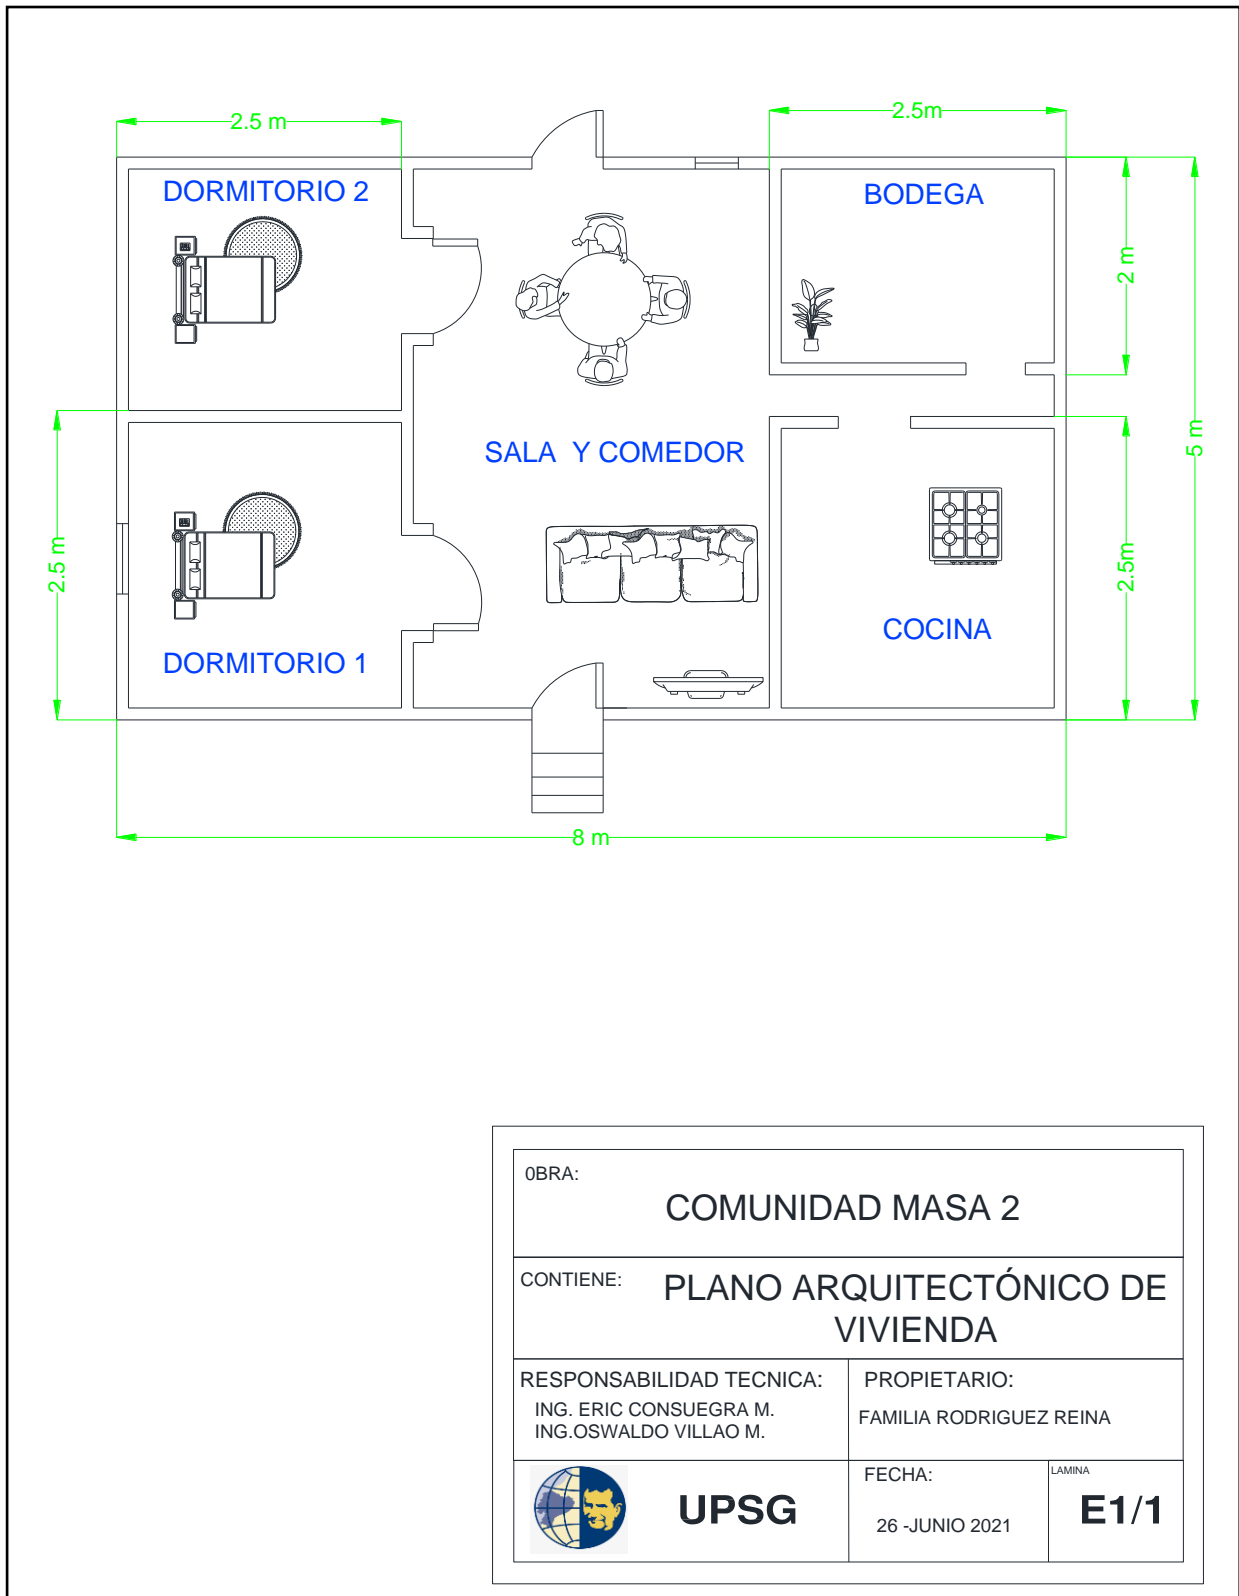 2.5 m
2.5m
DORMITORIO 2
BODEGA
2 m
SALA Y COMEDOR
5 m
2.5 m
2.5m
COCINA
DORMITORIO 1
8 m
0BRA:
COMUNIDAD MASA 2
CONTIENE:
PLANO ARQUITECTÓNICO DE
VIVIENDA
RESPONSABILIDAD TECNICA:
ING. ERIC CONSUEGRA M.
ING.OSWALDO VILLAO M.
PROPIETARIO:
FAMILIA RODRIGUEZ REINA
UPSG
FECHA:
26 -JUNIO 2021
LAMINA
E1/1